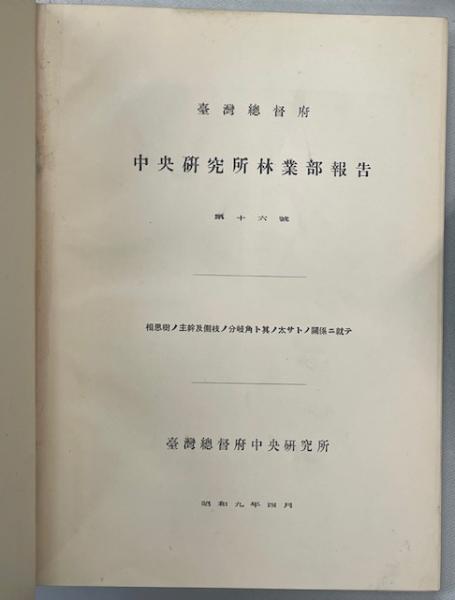 臺灣總督府
中央硏究所林業部報告
第十六號
相思樹ノ主幹及側枝ノ分岐角ト其ノ太サトノ關係ニ就テ
臺灣總督府中央硏究所
昭和九年四月